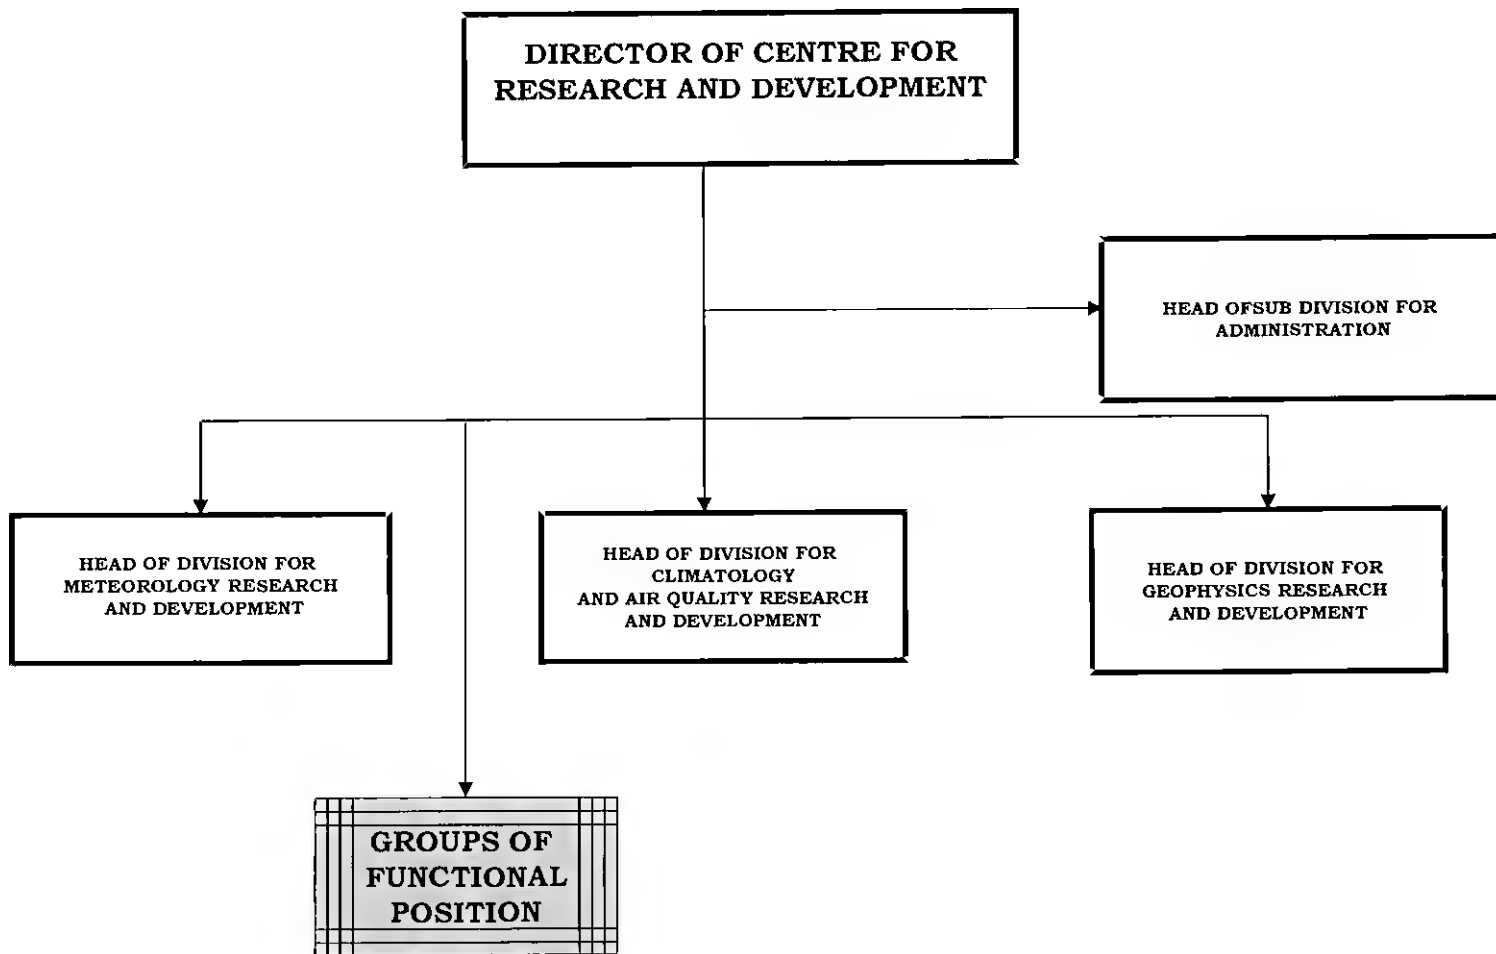 DIRECTOR OF CENTRE FOR
RESEARCH AND DEVELOPMENT
HEAD OFSUB DIVISION FOR
ADMINISTRATION
HEAD OF DIVISION FOR
METEOROLOGY RESEARCH
AND DEVELOPMENT
HEAD OF DIVISION FOR
CLIMATOLOGY
AND AIR QUALITY RESEARCH
AND DEVELOPMENT
HEAD OF DIVISION FOR
GEOPHYSICS RESEARCH
AND DEVELOPMENT
GROUPS OF
FUNCTIONAL
POSITION